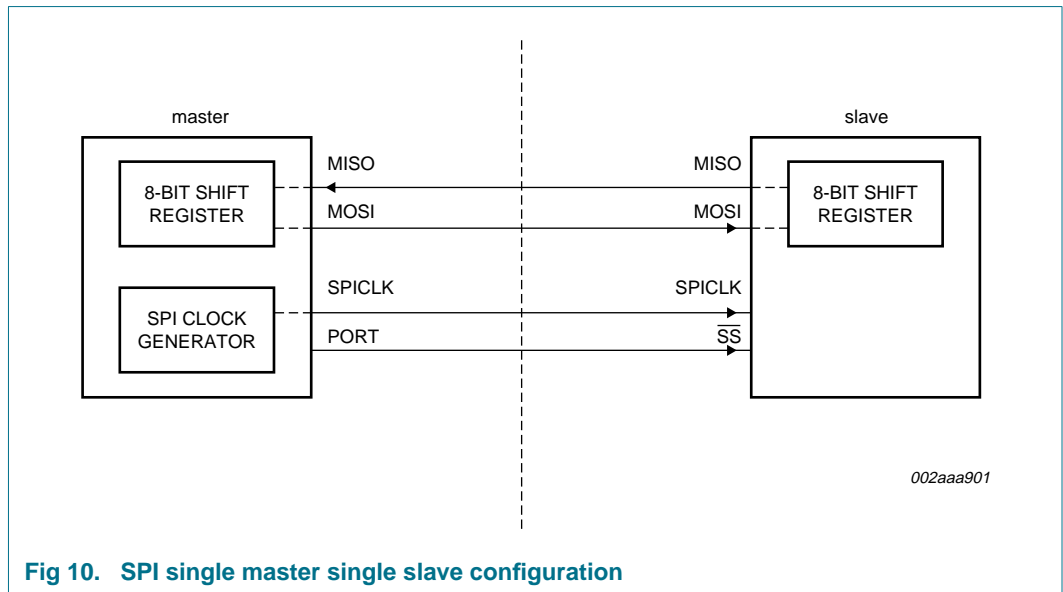 master
slave
8-BIT SHIFT
REGISTER
MISO
MISO
8-BIT SHIFT
REGISTER
MOSI
MOSI
SPI CLOCK
GENERATOR
SPICLK
SPICLK
PORT
S̅S̅
002aaa901
Fig 10. SPI single master single slave configuration